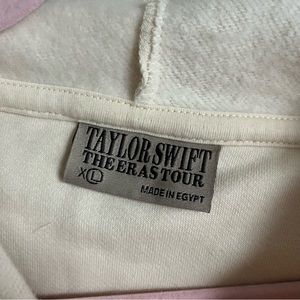 TAYLOR SWIFT
THE ERAS TOUR
XL
MADE IN EGYPT